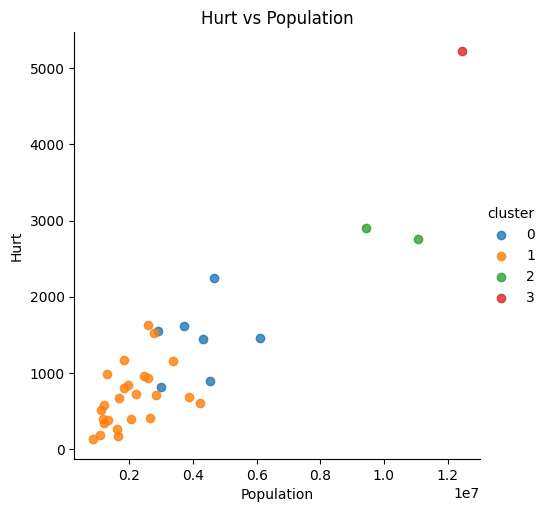 Hurt vs Population
5000
4000
3000
2000
1000
0
Hurt
0.2 0.4 0.6 0.8 1.0 1.2
1e7
Population
cluster
0
1
2
3